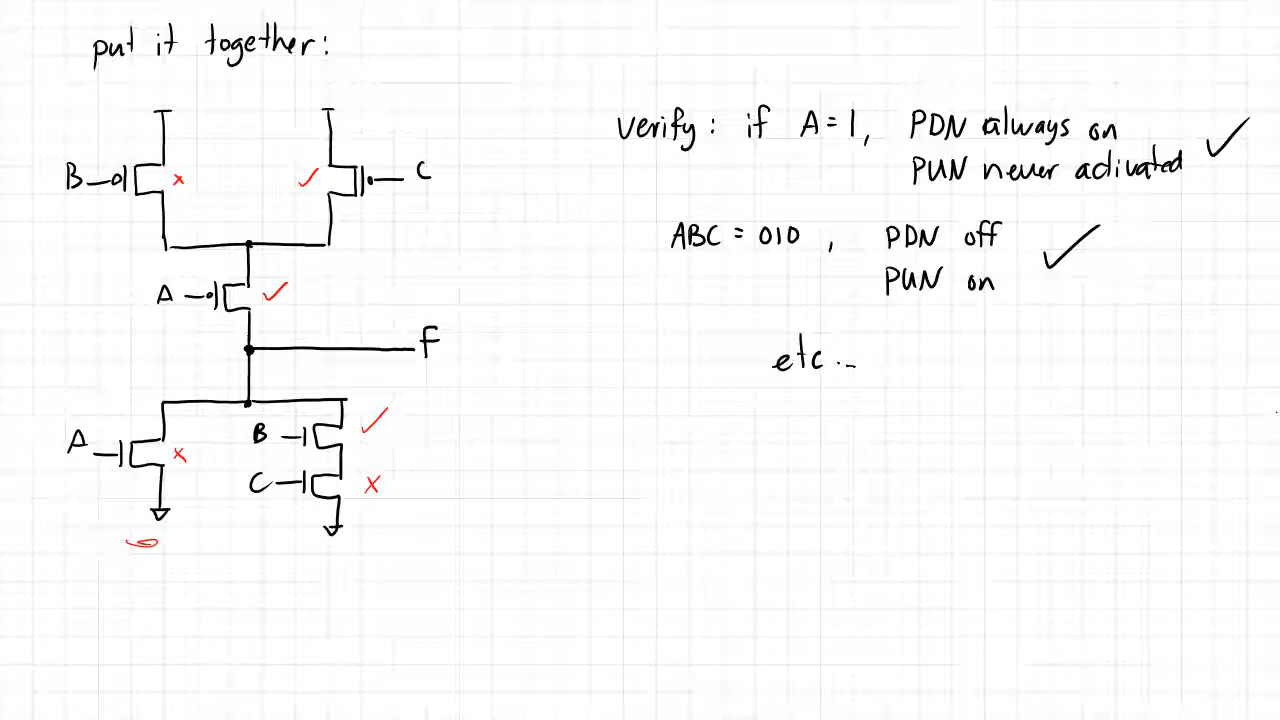 put it together:
verify: if A=1, PDN always on
PUN never activated
B
C
ABC = 010, PDN off
PUN on
A
F
etc..
A
B
C